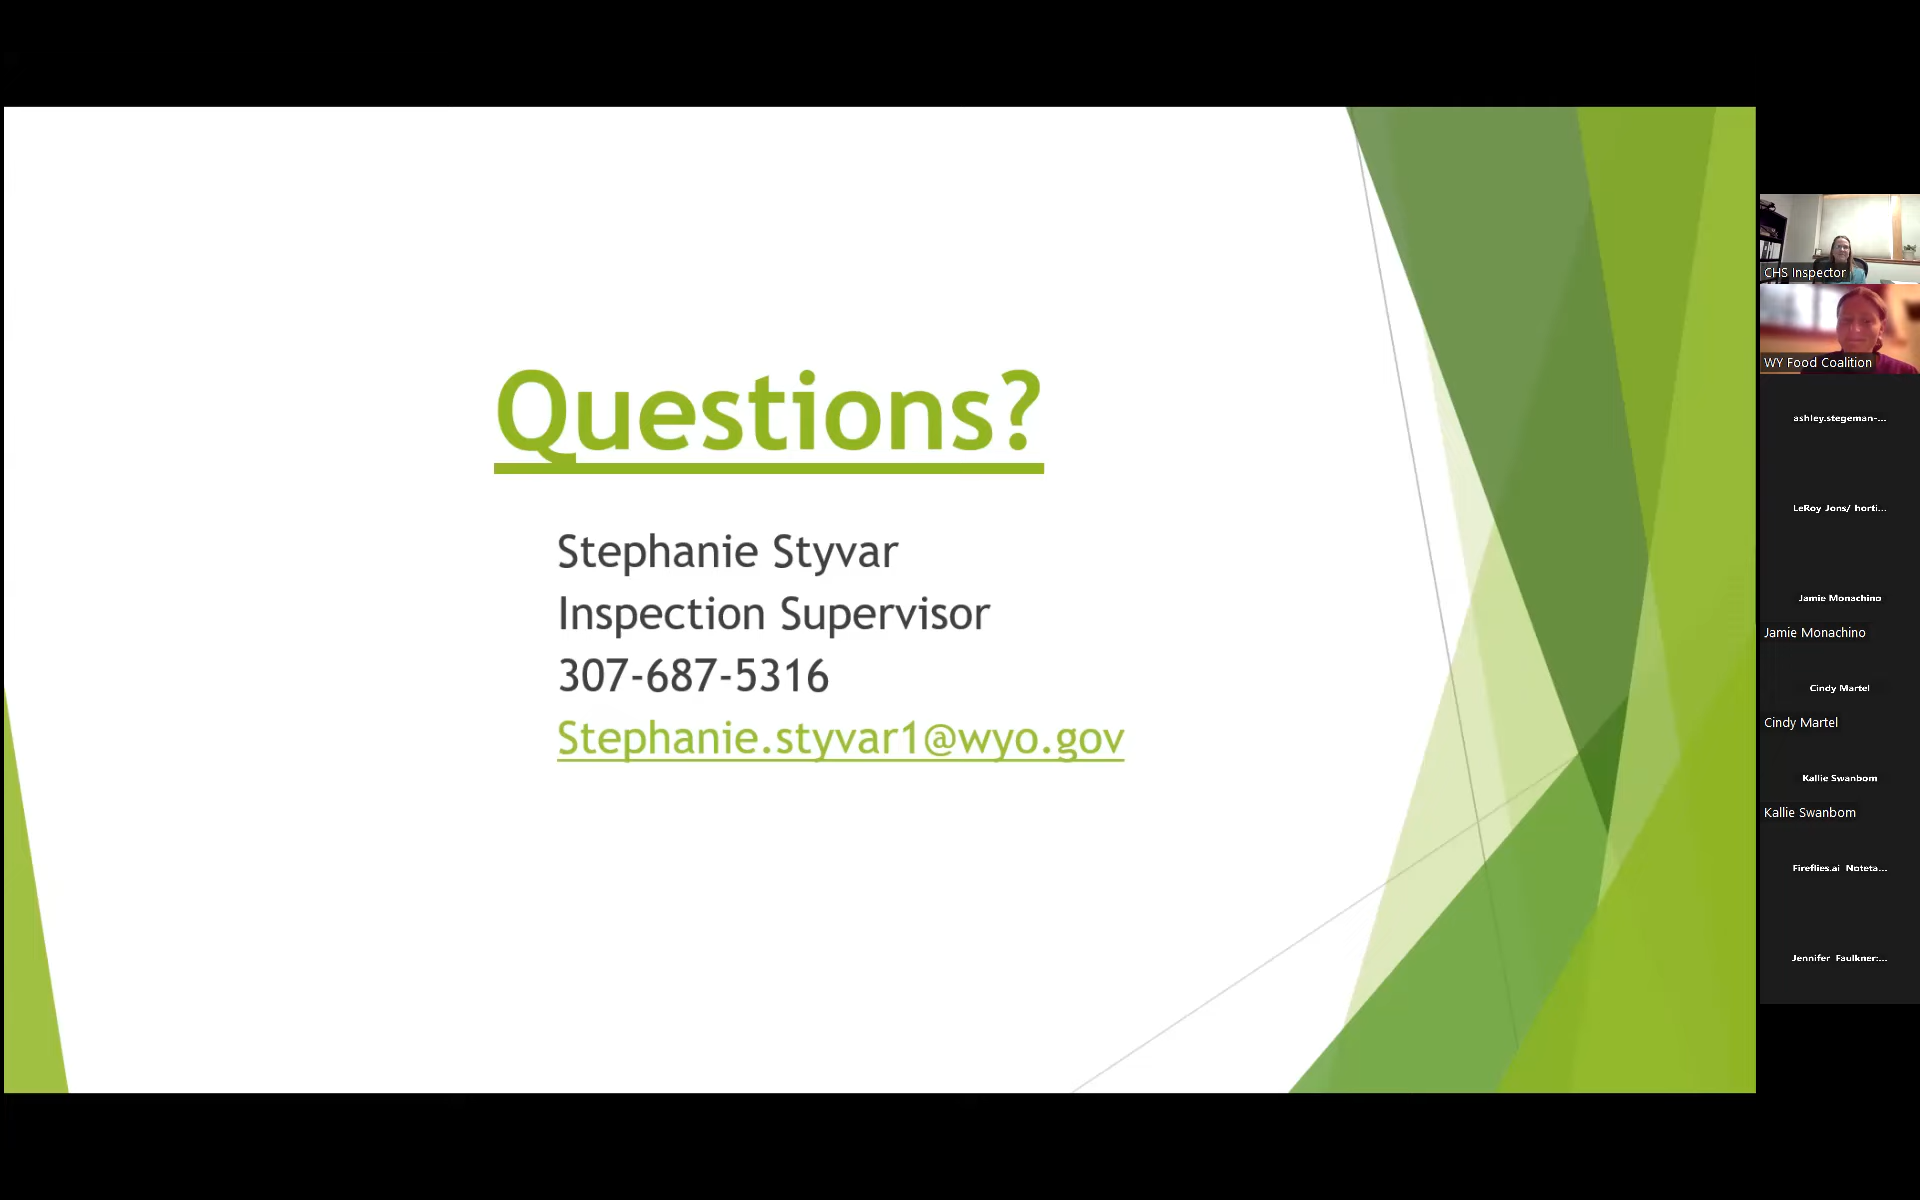 Questions?
Stephanie Styvar
Inspection Supervisor
307-687-5316
Stephanie.styvar1@wyo.gov
CHS Inspector
WY Food Coalition
ashley.stegeman-...
LeRoy Jons/ horti...
Jamie Monachino
Jamie Monachino
Cindy Martel
Cindy Martel
Kallie Swanbom
Kallie Swanbom
Fireflies.ai Noteta...
Jennifer Faulkner:...